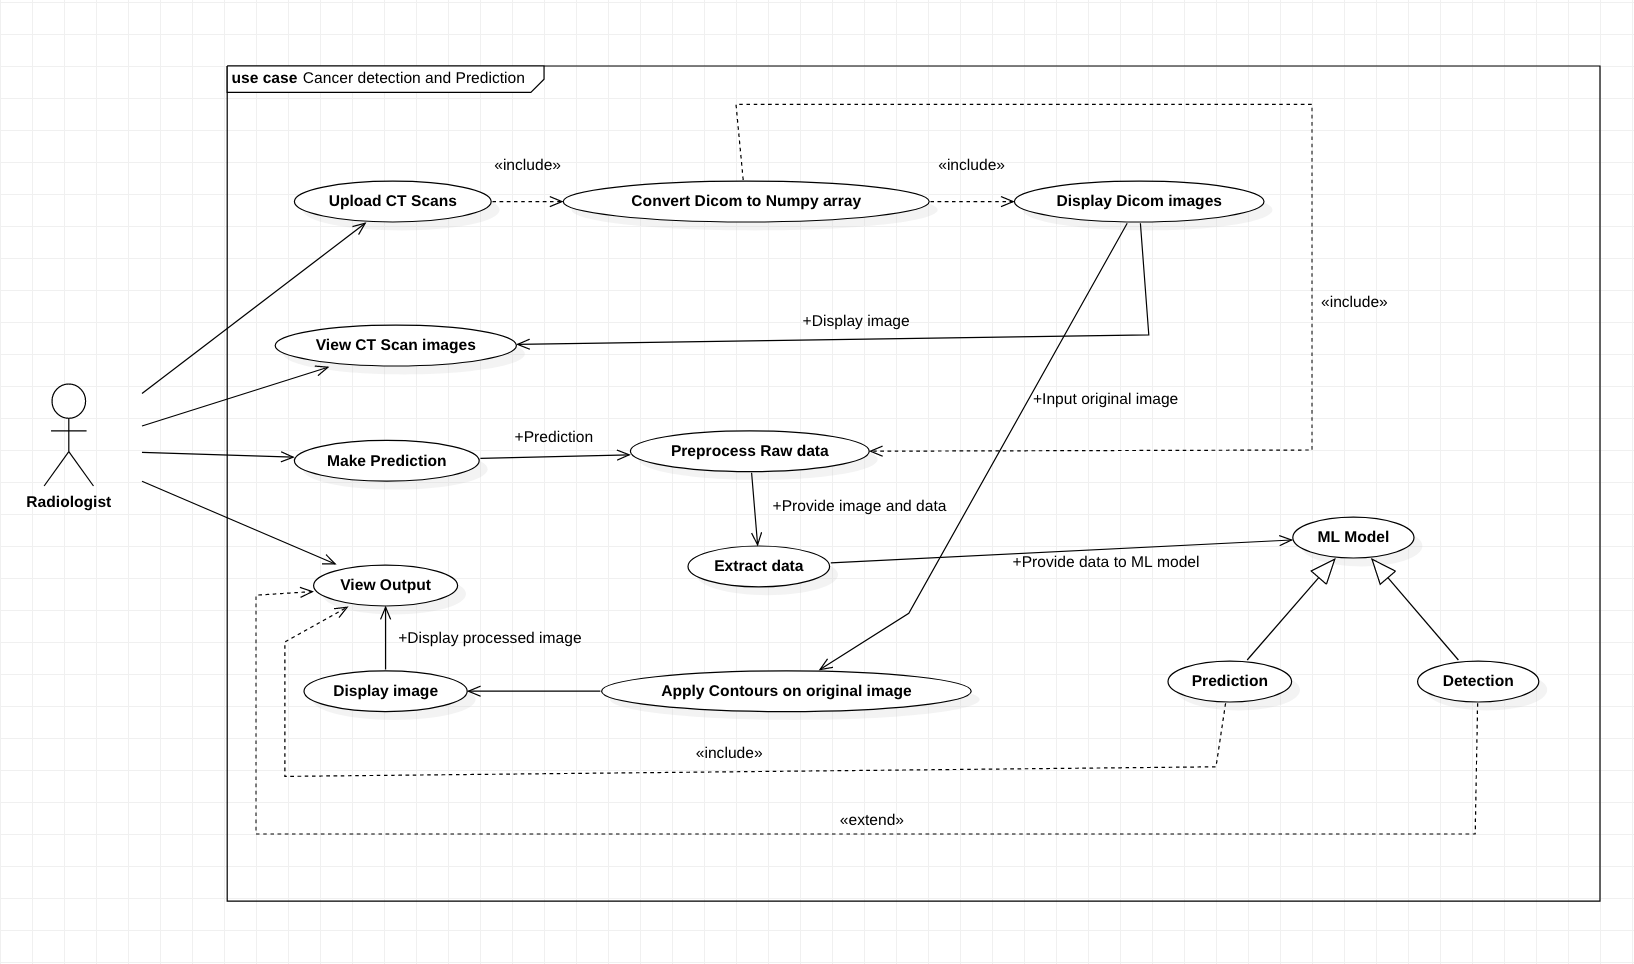 use case Cancer detection and Prediction
«include»
«include»
Upload CT Scans
Convert Dicom to Numpy array
Display Dicom images
«include»
+Display image
View CT Scan images
+Input original image
+Prediction
Preprocess Raw data
Make Prediction
Radiologist
+Provide image and data
ML Model
+Provide data to ML model
Extract data
View Output
+Display processed image
Prediction
Detection
Display image
Apply Contours on original image
«include»
«extend»